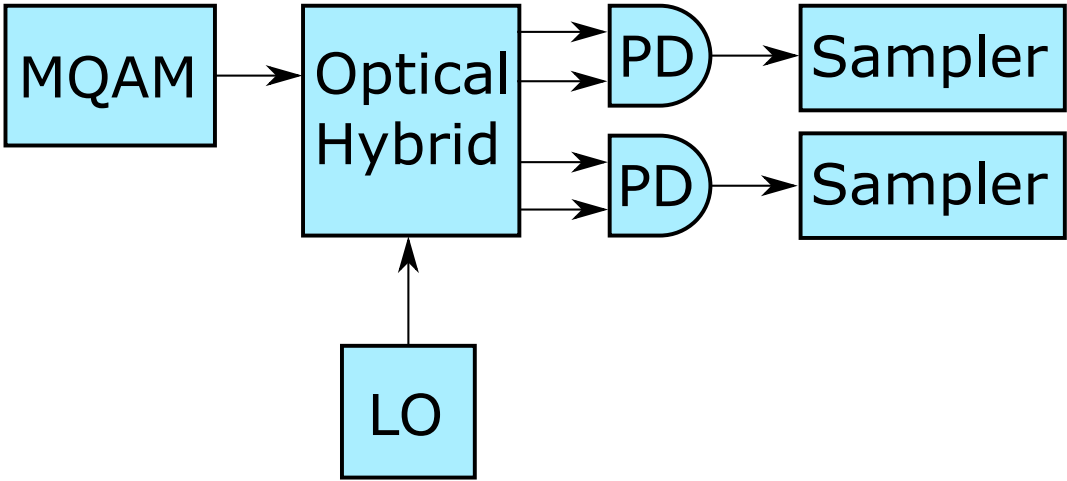 MQAM
Optical
Hybrid
PD
Sampler
PD
Sampler
LO